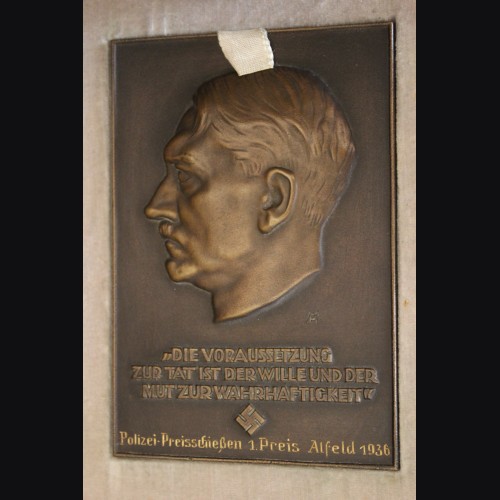 „DIE VORAUSSETZUNG
ZUR TAT IST DER WILLE UND DER
MUT ZUR WAHRHAFTIGKEIT“
Polizei-Preisschießen 1. Preis Alfeld 1936